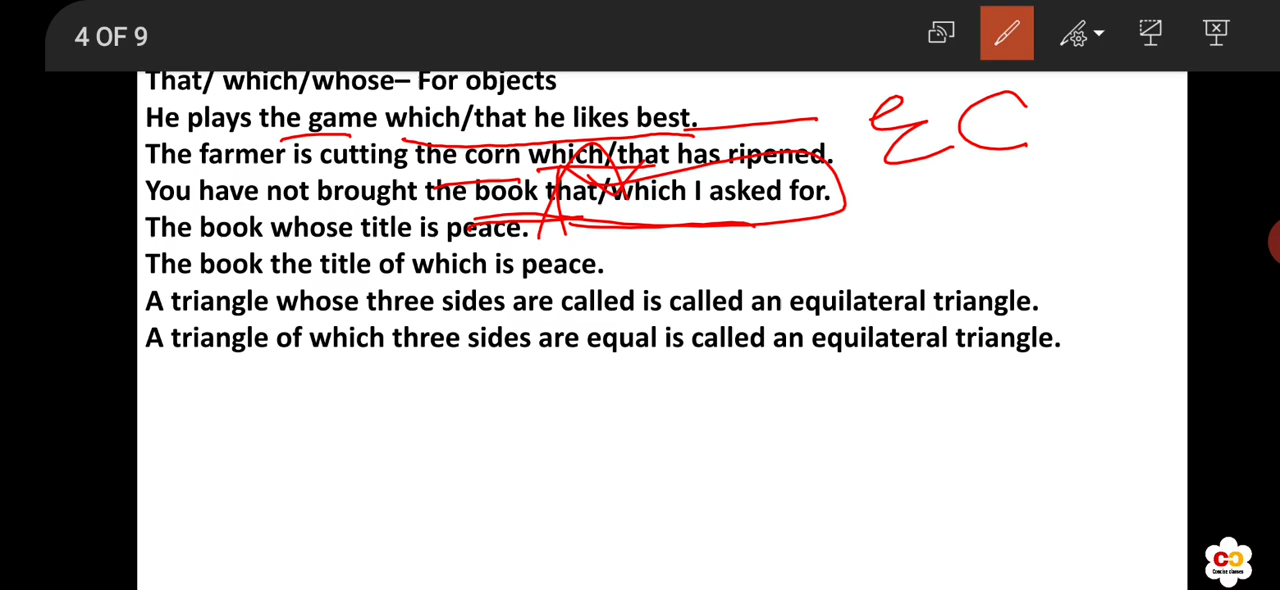 4 OF 9
That/ which/whose– For objects
He plays the game which/that he likes best.
The farmer is cutting the corn which/that has ripened.
You have not brought the book that/which I asked for.
The book whose title is peace.
The book the title of which is peace.
A triangle whose three sides are called is called an equilateral triangle.
A triangle of which three sides are equal is called an equilateral triangle.
Concise classes